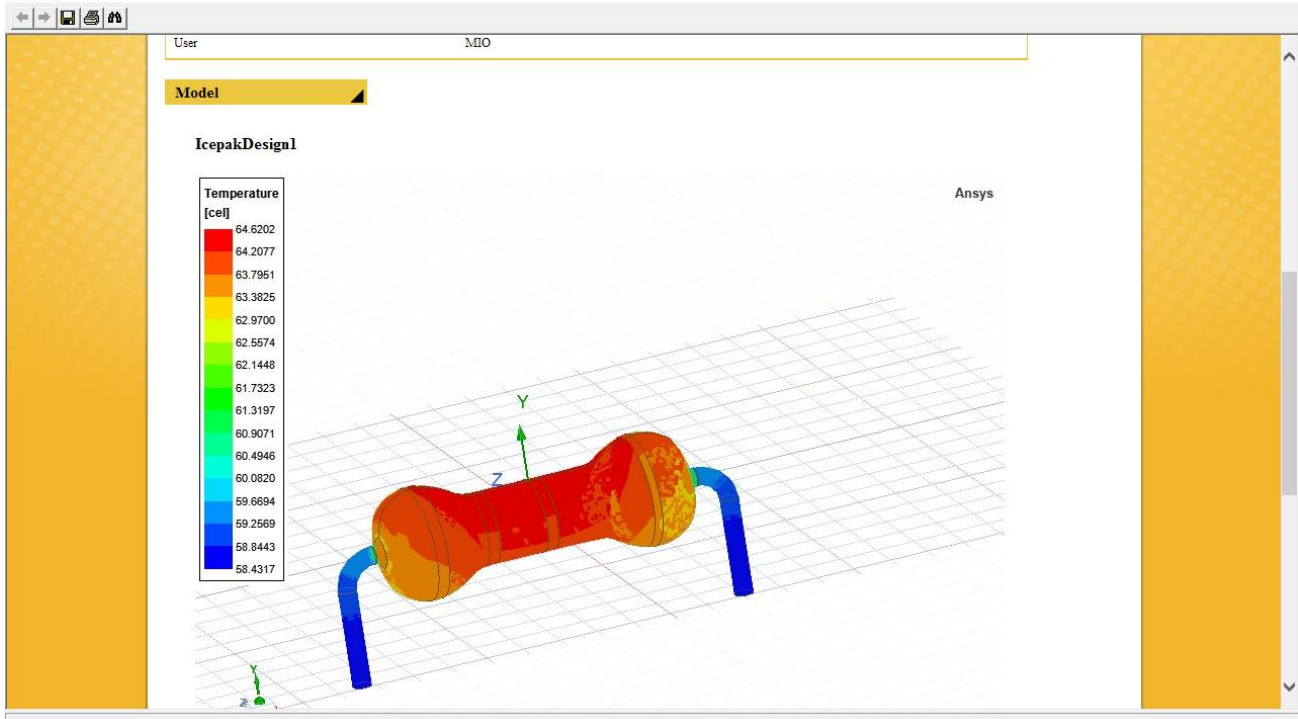 User MIO
Model
IcepakDesign1
Temperature
[cel]
Ansys
64.6202
64.2077
63.7951
63.3825
62.9700
62.5574
62.1448
61.7323
61.3197
60.9071
60.4946
60.0820
59.6694
59.2569
58.8443
58.4317
Y
Z
Y
Z